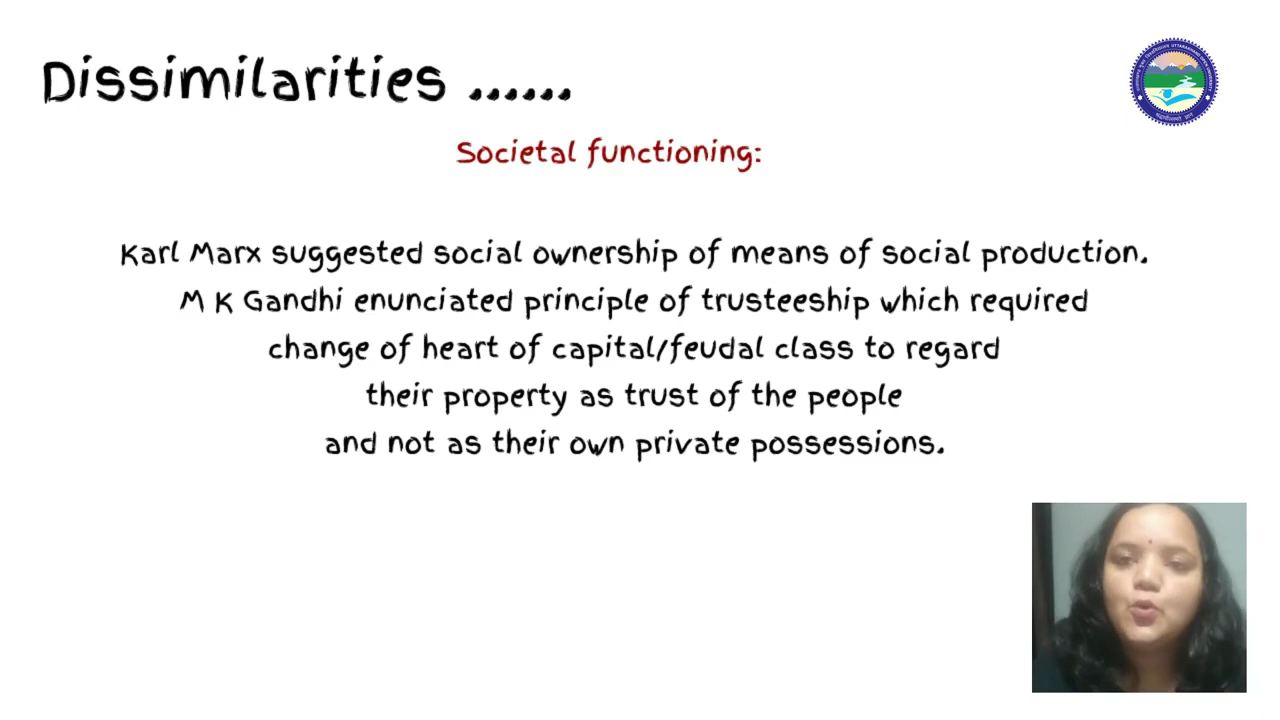 Dissimilarities ......
Societal functioning:
Karl Marx suggested social ownership of means of social production.
M K Gandhi enunciated principle of trusteeship which required
change of heart of capital/feudal class to regard
their property as trust of the people
and not as their own private possessions.